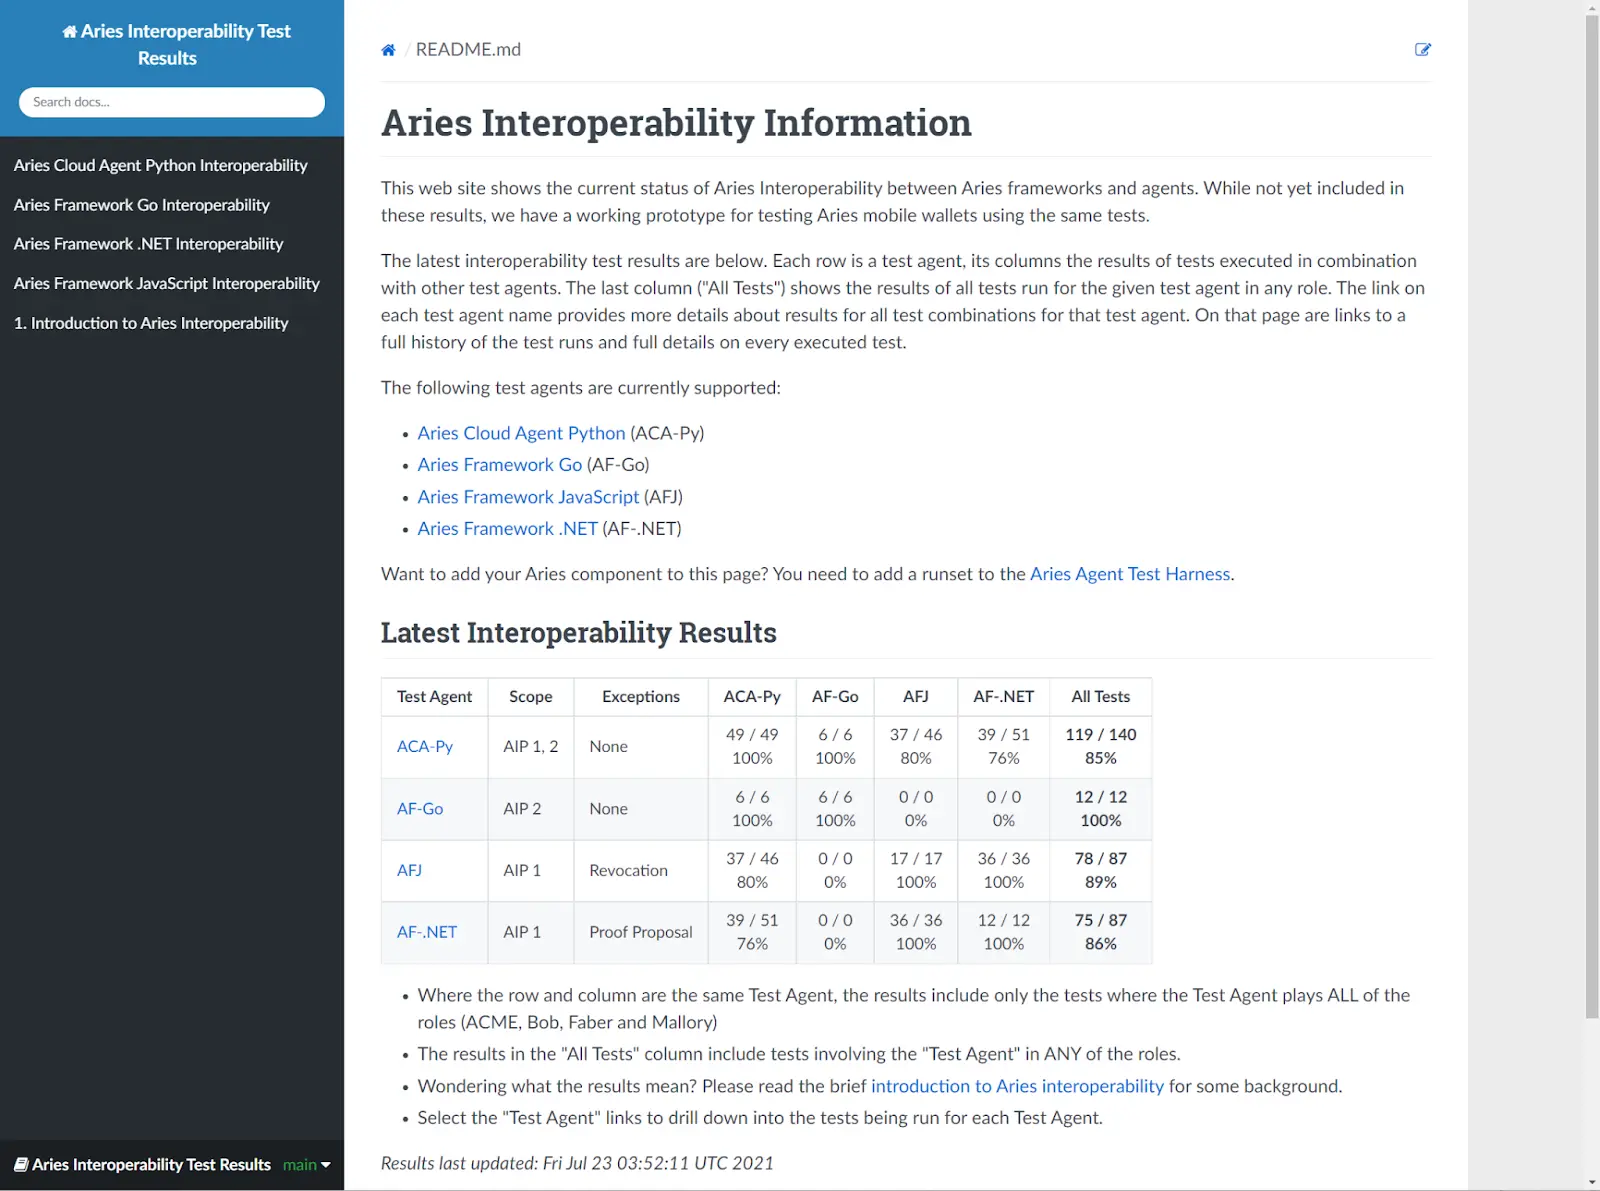 Aries Interoperability Test
Results
Search docs...
Aries Cloud Agent Python Interoperability
Aries Framework Go Interoperability
Aries Framework .NET Interoperability
Aries Framework JavaScript Interoperability
1. Introduction to Aries Interoperability
Aries Interoperability Test Results main
/ README.md
Aries Interoperability Information
This web site shows the current status of Aries Interoperability between Aries frameworks and agents. While not yet included in
these results, we have a working prototype for testing Aries mobile wallets using the same tests.
The latest interoperability test results are below. Each row is a test agent, its columns the results of tests executed in combination
with other test agents. The last column ("All Tests") shows the results of all tests run for the given test agent in any role. The link on
each test agent name provides more details about results for all test combinations for that test agent. On that page are links to a
full history of the test runs and full details on every executed test.
The following test agents are currently supported:
• Aries Cloud Agent Python (ACA-Py)
• Aries Framework Go (AF-Go)
• Aries Framework JavaScript (AFJ)
• Aries Framework .NET (AF-.NET)
Want to add your Aries component to this page? You need to add a runset to the Aries Agent Test Harness.
Latest Interoperability Results
Test Agent Scope Exceptions ACA-Py AF-Go AFJ AF-.NET All Tests
ACA-Py AIP 1, 2 None 49 / 49 6 / 6 37 / 46 39 / 51 119 / 140
100% 100% 80% 76% 85%
AF-Go AIP 2 None 6 / 6 6 / 6 0 / 0 0 / 0 12 / 12
100% 100% 0% 0% 100%
AFJ AIP 1 Revocation 37 / 46 0 / 0 17 / 17 36 / 36 78 / 87
80% 0% 100% 100% 89%
AF-.NET AIP 1 Proof Proposal 39 / 51 0 / 0 36 / 36 12 / 12 75 / 87
76% 0% 100% 100% 86%
• Where the row and column are the same Test Agent, the results include only the tests where the Test Agent plays ALL of the
roles (ACME, Bob, Faber and Mallory)
• The results in the "All Tests" column include tests involving the "Test Agent" in ANY of the roles.
• Wondering what the results mean? Please read the brief introduction to Aries interoperability for some background.
• Select the "Test Agent" links to drill down into the tests being run for each Test Agent.
Results last updated: Fri Jul 23 03:52:11 UTC 2021